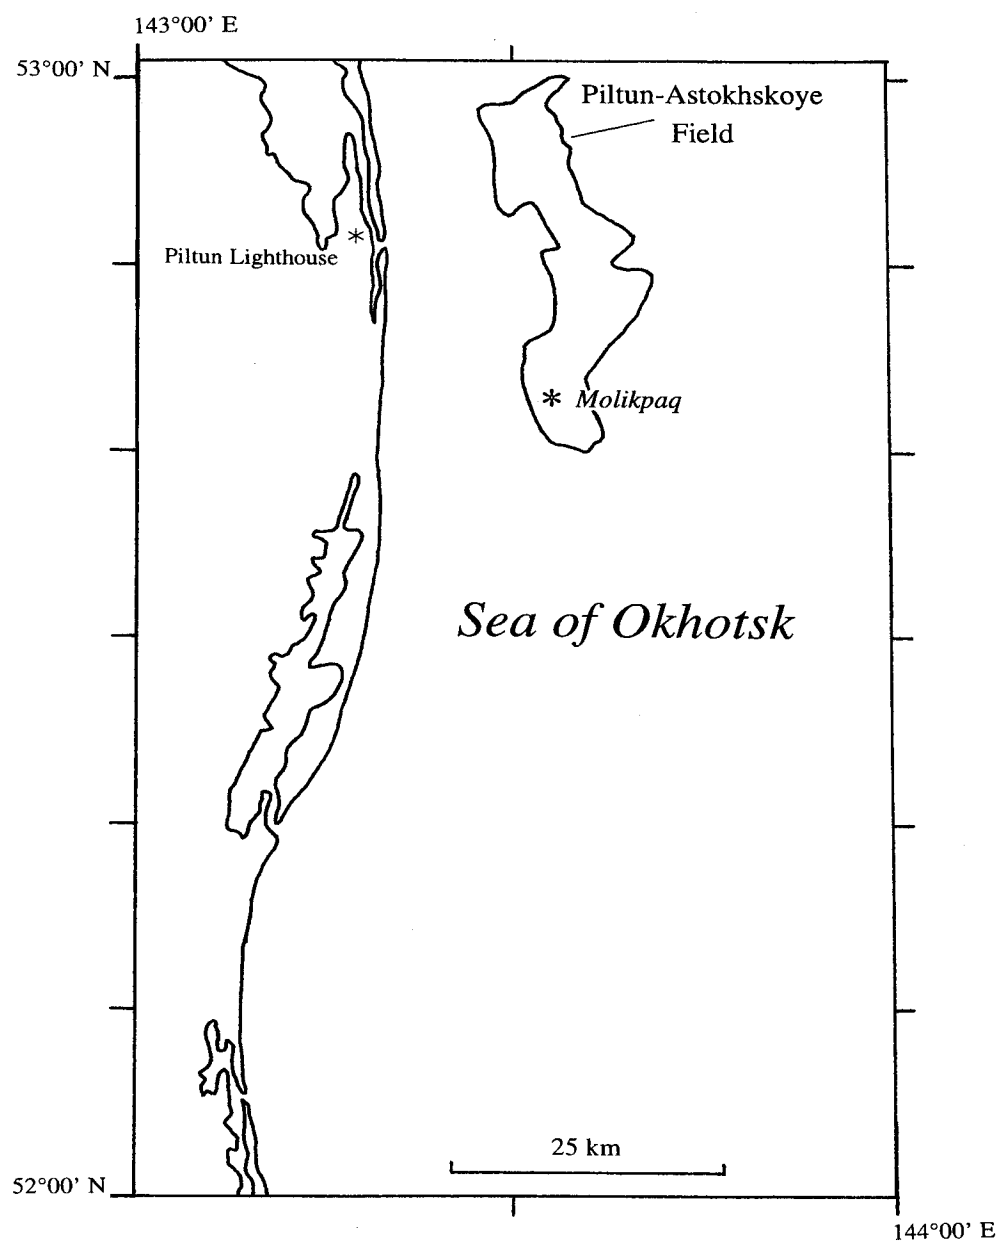 143°00' E
53°00' N
Piltun-Astokhskoye
Field
*
Piltun Lighthouse
* Molikpaq
Sea of Okhotsk
25 km
52°00' N
144°00' E